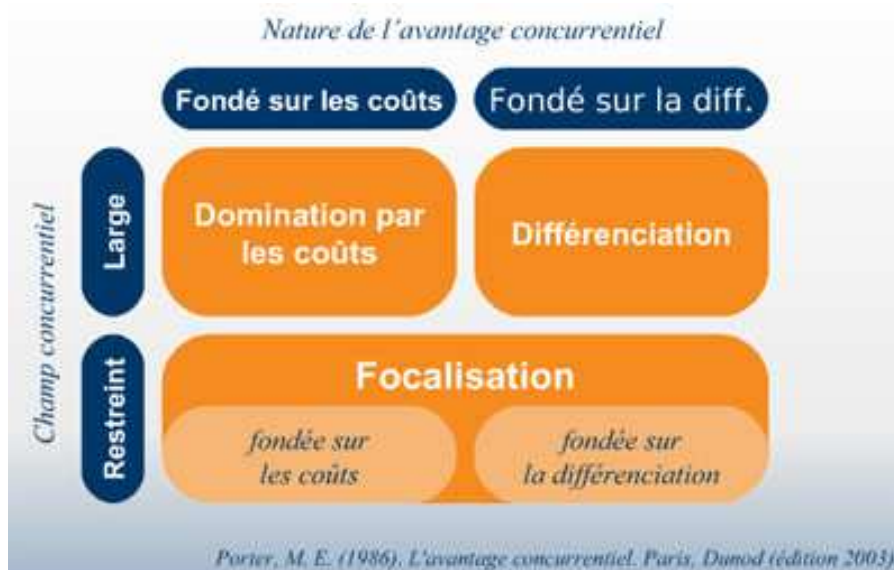 Nature de l'avantage concurrentiel
Fondé sur les coûts
Fondé sur la diff.
Champ concurrentiel
Large
Domination par
les coûts
Différenciation
Restreint
Focalisation
fondée sur
les coûts
fondée sur
la différenciation
Porter, M. E. (1986). L'avantage concurrentiel. Paris, Dunod (édition 2003)